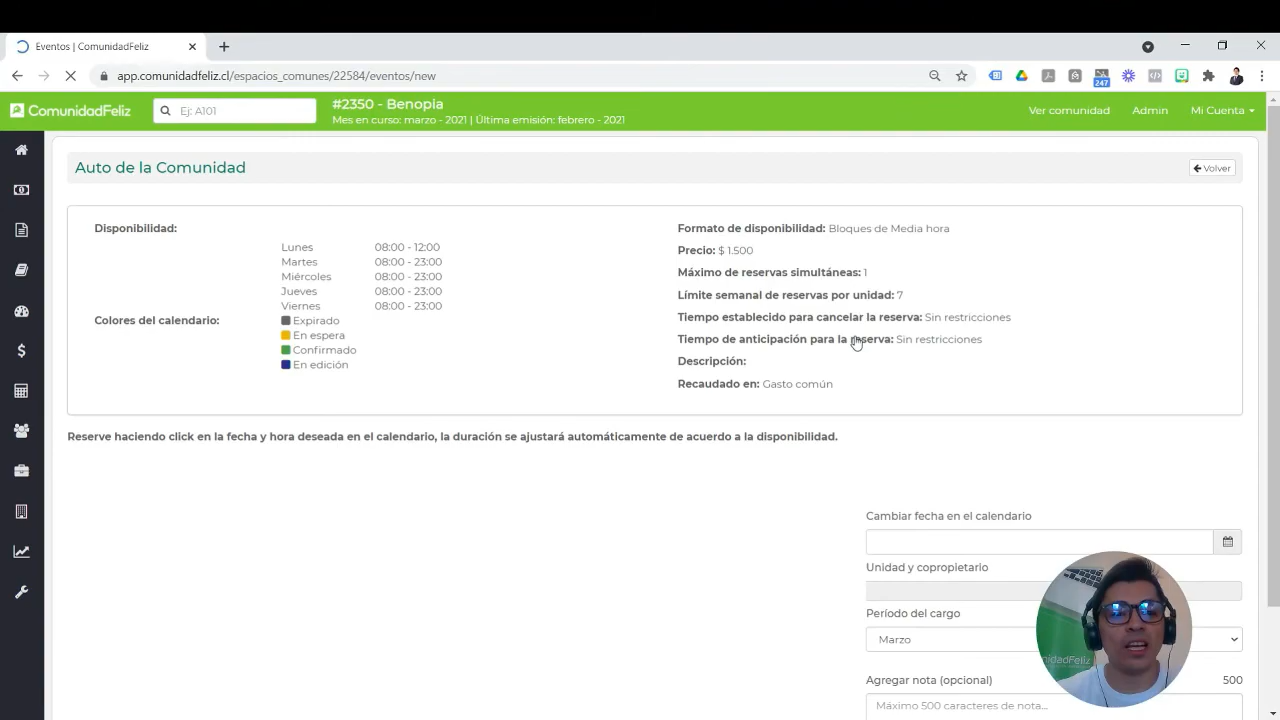 Eventos | ComunidadFeliz
app.comunidadfeliz.cl/espacios_comunes/22584/eventos/new
247
ComunidadFeliz
Ej: A101
#2350 - Benopia
Mes en curso: marzo - 2021 | Última emisión: febrero - 2021
Ver comunidad
Admin
Mi Cuenta
Auto de la Comunidad
Volver
Disponibilidad:
Lunes 08:00 - 12:00
Martes 08:00 - 23:00
Miércoles 08:00 - 23:00
Jueves 08:00 - 23:00
Viernes 08:00 - 23:00
Colores del calendario:
Expirado
En espera
Confirmado
En edición
Formato de disponibilidad: Bloques de Media hora
Precio: $ 1.500
Máximo de reservas simultáneas: 1
Límite semanal de reservas por unidad: 7
Tiempo establecido para cancelar la reserva: Sin restricciones
Tiempo de anticipación para la reserva: Sin restricciones
Descripción:
Recaudado en: Gasto común
Reserve haciendo click en la fecha y hora deseada en el calendario, la duración se ajustará automáticamente de acuerdo a la disponibilidad.
Cambiar fecha en el calendario
Unidad y copropietario
Período del cargo
Marzo
Agregar nota (opcional) 500
Máximo 500 caracteres de nota...
nidadFeliz